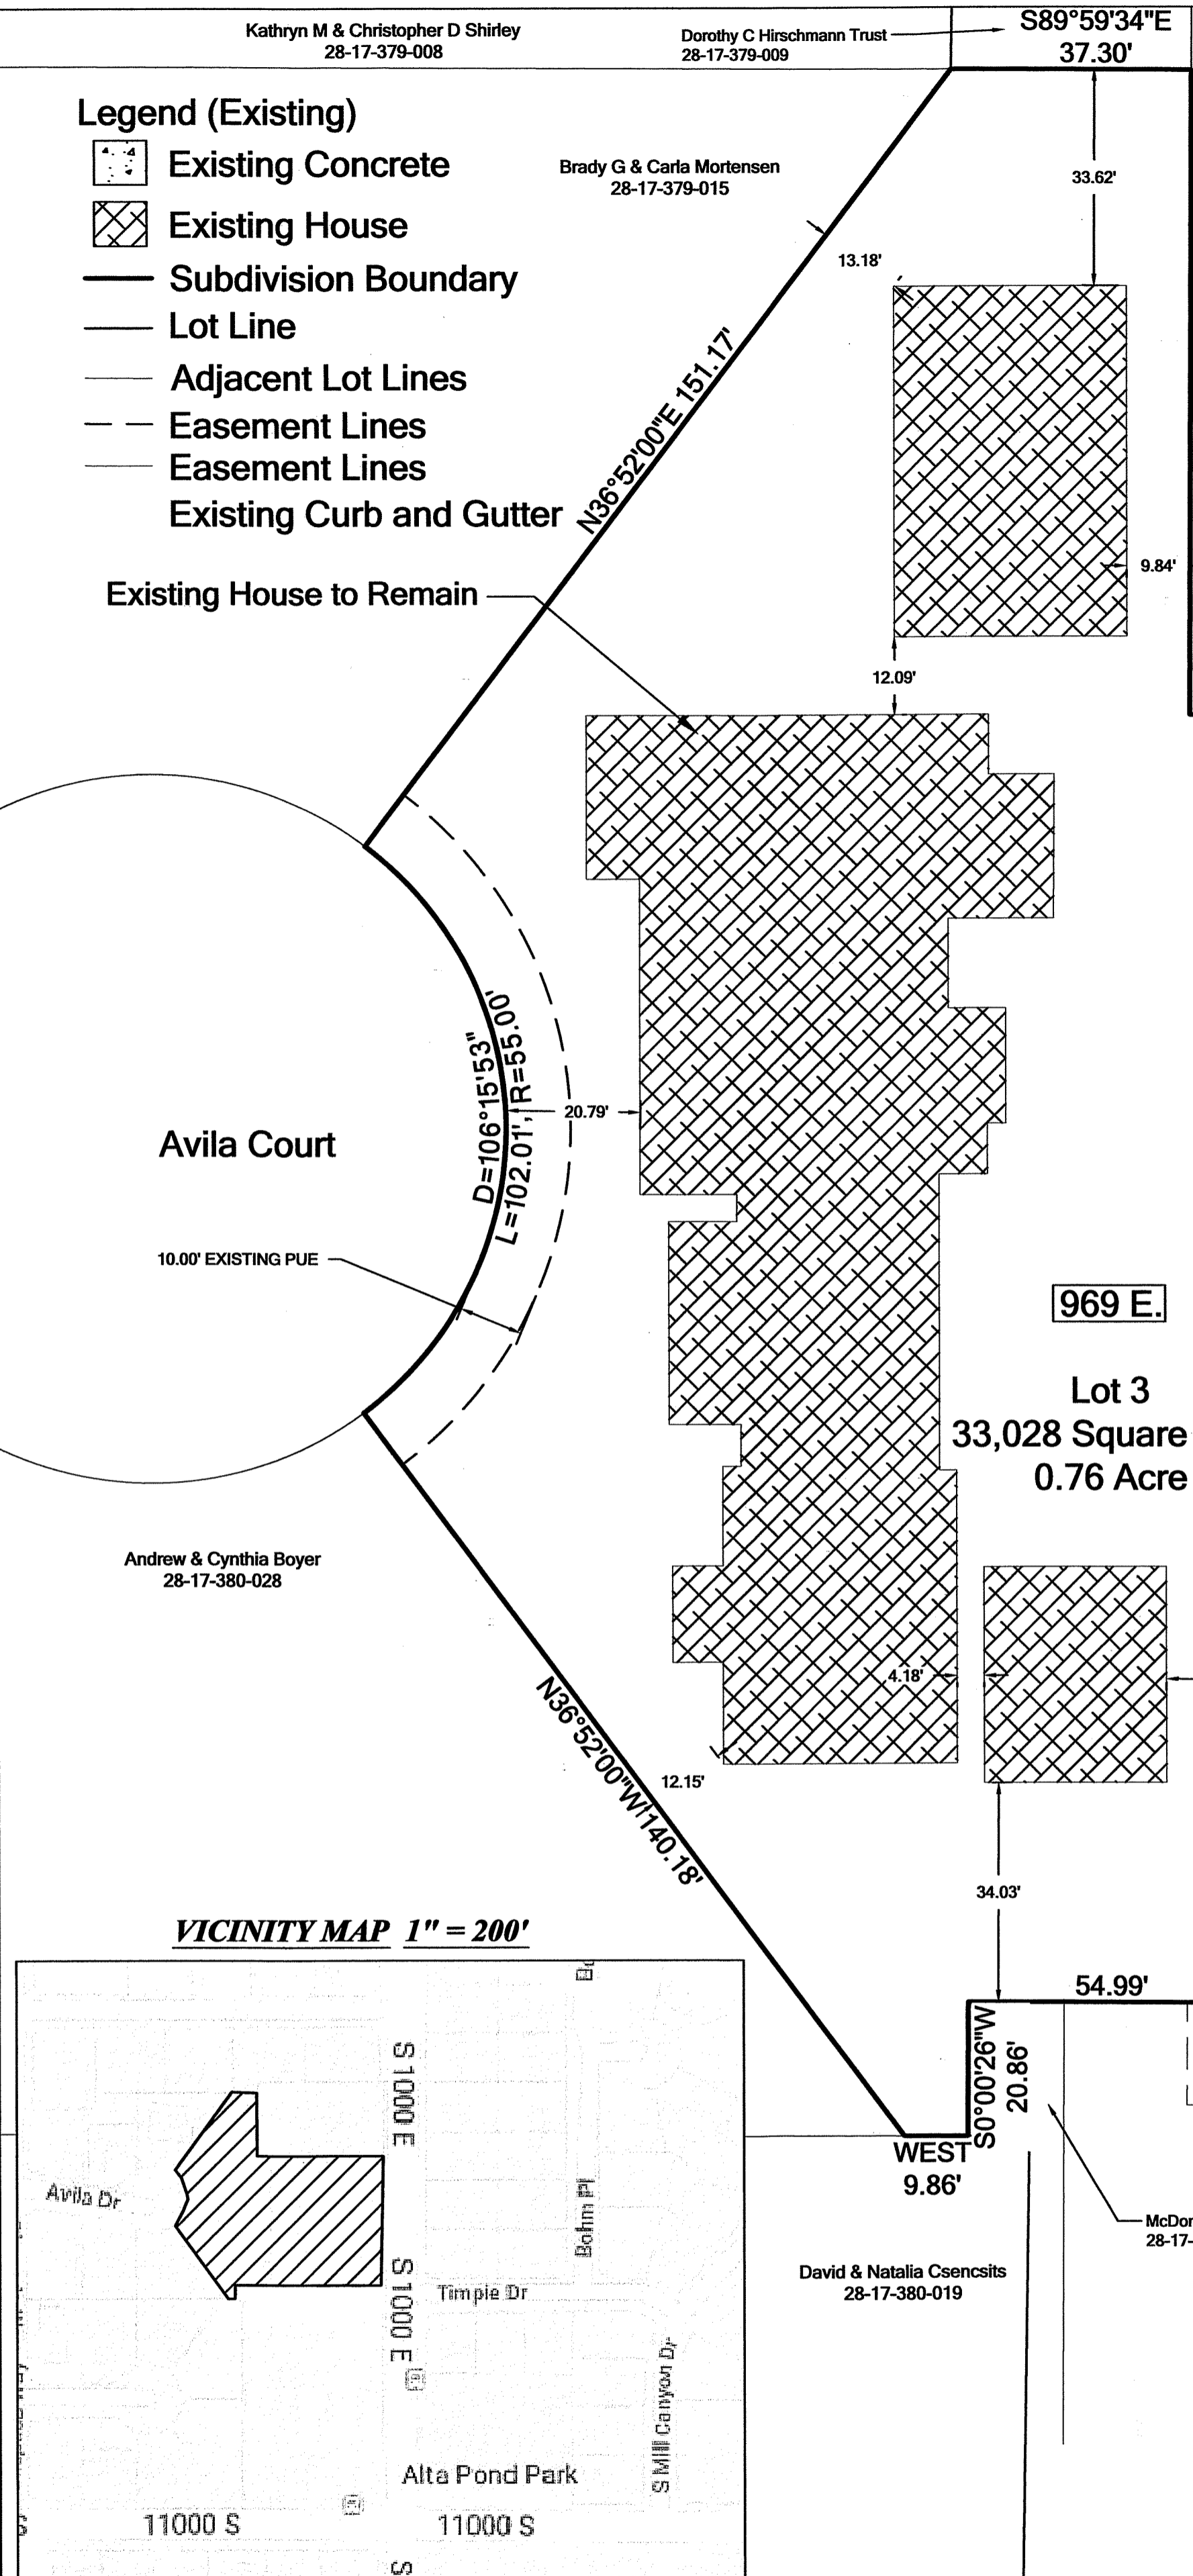 Kathryn M & Christopher D Shirley
28-17-379-008
Dorothy C Hirschmann Trust
28-17-379-009
S89°59'34"E
37.30'
Legend (Existing)
Existing Concrete
Existing House
Subdivision Boundary
Lot Line
Adjacent Lot Lines
Easement Lines
Easement Lines
Existing Curb and Gutter
Brady G & Carla Mortensen
28-17-379-015
33.62'
13.18'
N36°52'00"E 151.17'
9.84'
Existing House to Remain
12.09'
Avila Court
D=106°15'53"
L=102.01', R=55.00'
20.79'
10.00' EXISTING PUE
969 E.
Lot 3
33,028 Square
0.76 Acre
Andrew & Cynthia Boyer
28-17-380-028
4.18'
N36°52'00"W 140.18'
12.15'
34.03'
54.99'
S0°00'26"W
20.86'
WEST
9.86'
McDor
28-17-
David & Natalia Csencsits
28-17-380-019
VICINITY MAP 1" = 200'
S 1000 E
Avila Dr
Bohm Pl
S 1000 E
Timpie Dr
S Mill Canyon Dr
Alta Pond Park
11000 S
11000 S
S